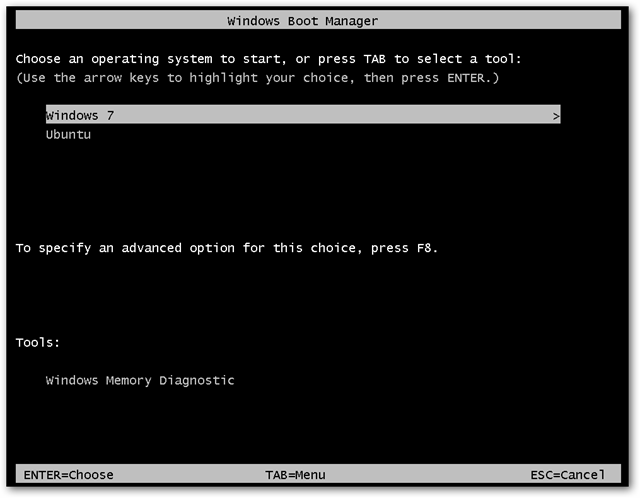 Windows Boot Manager
Choose an operating system to start, or press TAB to select a tool:
(Use the arrow keys to highlight your choice, then press ENTER.)
Windows 7 >
Ubuntu
To specify an advanced option for this choice, press F8.
Tools:
Windows Memory Diagnostic
ENTER=Choose TAB=Menu ESC=Cancel